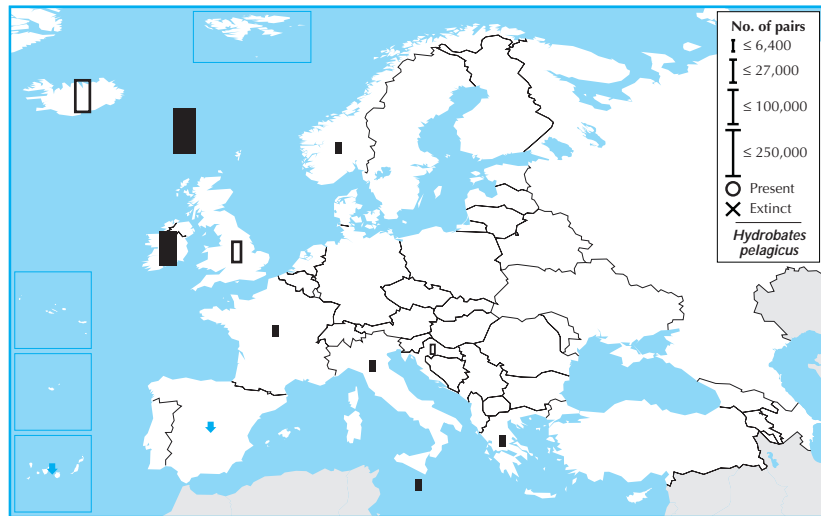 No. of pairs
≤ 6,400
≤ 27,000
≤ 100,000
≤ 250,000
Present
Extinct
Hydrobates
pelagicus